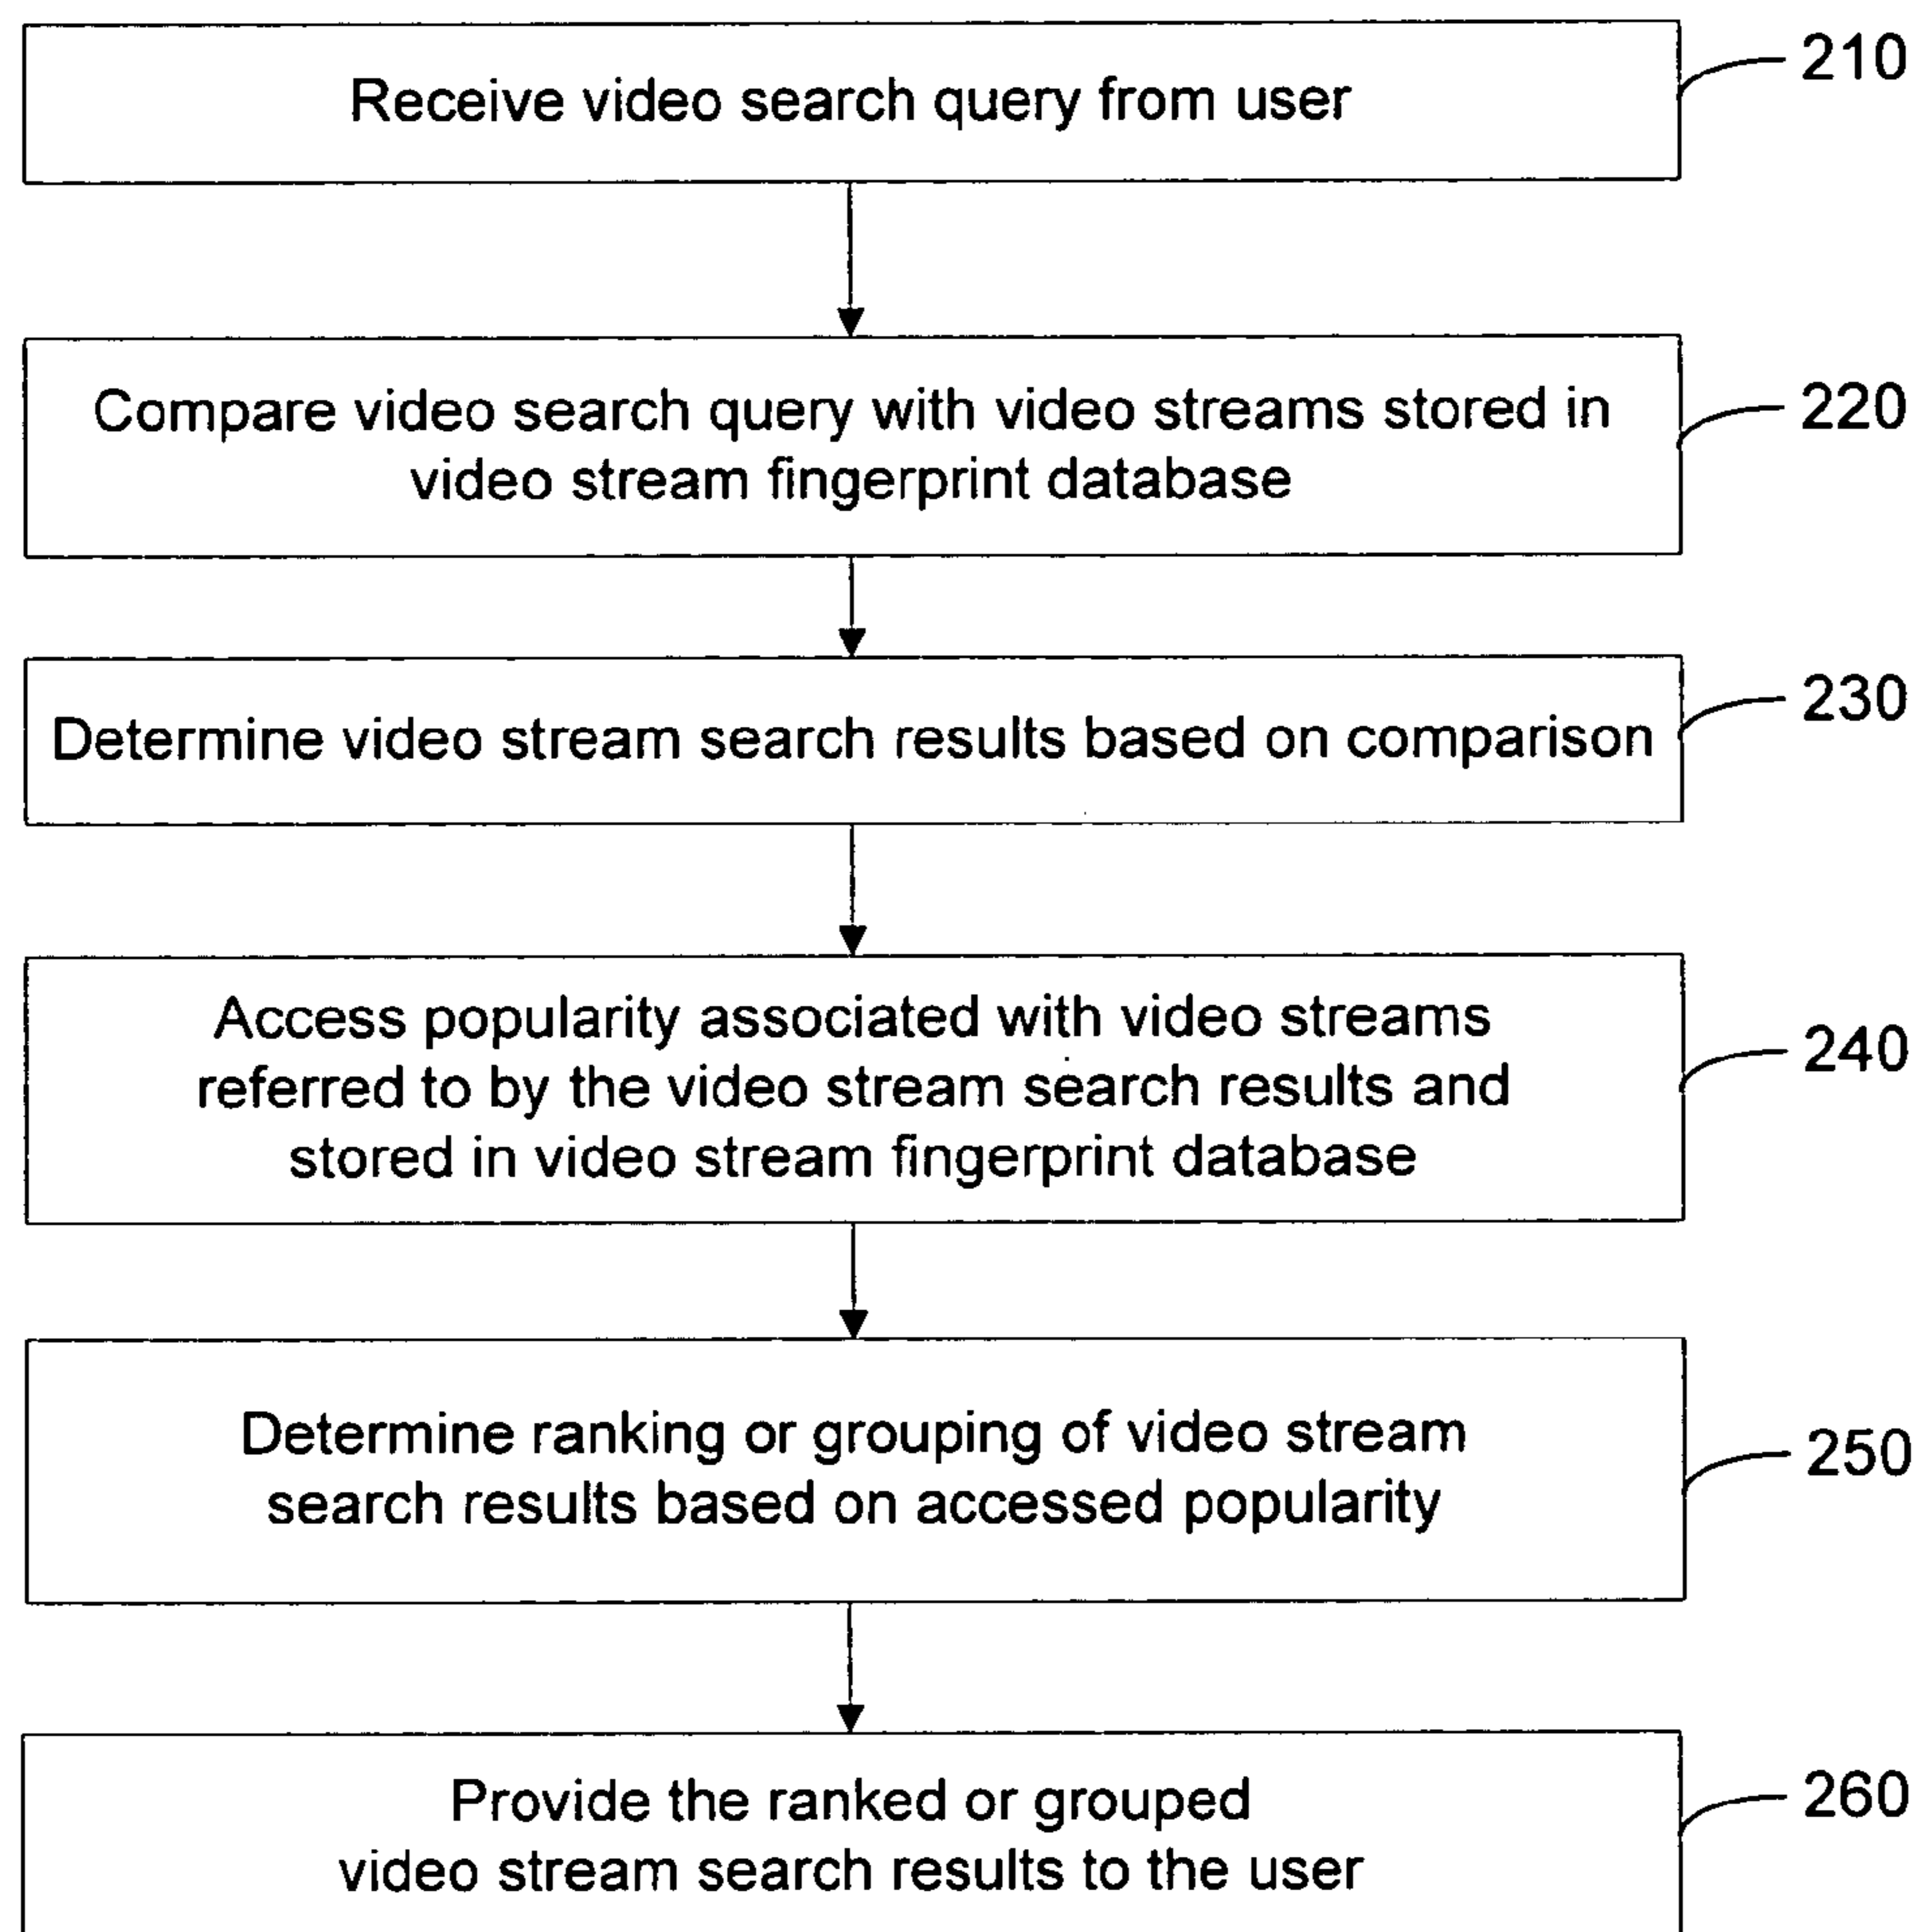 Receive video search query from user
210
Compare video search query with video streams stored in
video stream fingerprint database
220
Determine video stream search results based on comparison
230
Access popularity associated with video streams
referred to by the video stream search results and
stored in video stream fingerprint database
240
Determine ranking or grouping of video stream
search results based on accessed popularity
250
Provide the ranked or grouped
video stream search results to the user
260